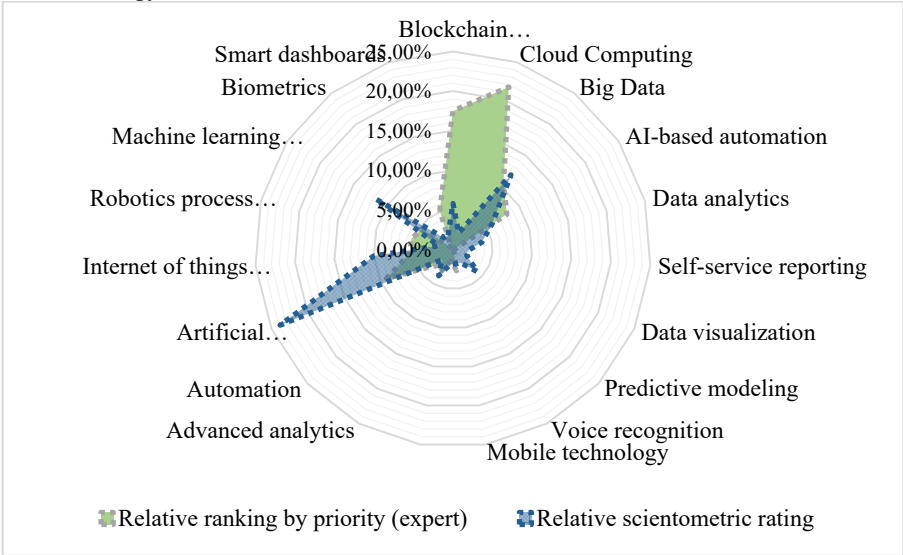 Blockchain…
Smart dashboards
25,00%
Cloud Computing
Biometrics
20,00%
Big Data
Machine learning…
15,00%
AI-based automation
10,00%
Robotics process…
5,00%
Data analytics
0,00%
Internet of things…
Self-service reporting
Artificial…
Data visualization
Automation
Predictive modeling
Advanced analytics
Voice recognition
Mobile technology
Relative ranking by priority (expert)
Relative scientometric rating